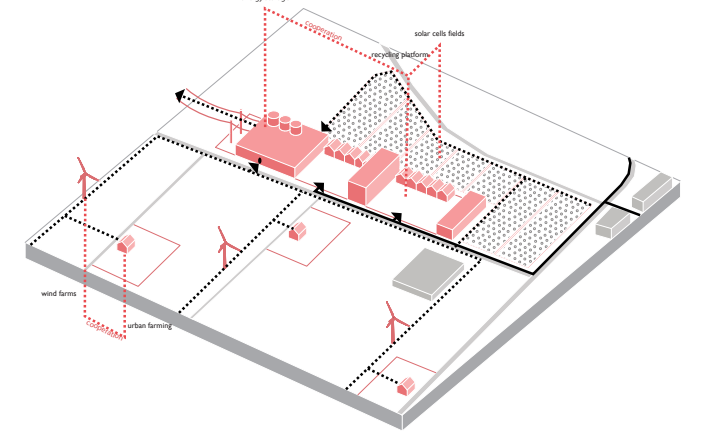 cooperation
solar cells fields
recycling platform
wind farms
urban farming
cooperation